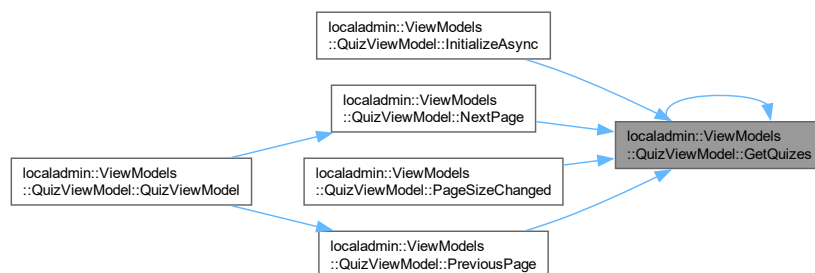 localadmin::ViewModels
::QuizViewModel::InitializeAsync
localadmin::ViewModels
::QuizViewModel::NextPage
localadmin::ViewModels
::QuizViewModel::GetQuizes
localadmin::ViewModels
::QuizViewModel::QuizViewModel
localadmin::ViewModels
::QuizViewModel::PageSizeChanged
localadmin::ViewModels
::QuizViewModel::PreviousPage